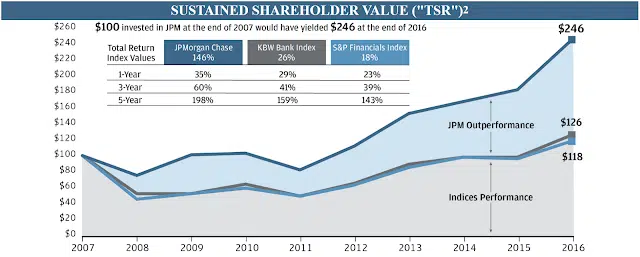 SUSTAINED SHAREHOLDER VALUE ("TSR")2
$100 invested in JPM at the end of 2007 would have yielded $246 at the end of 2016
Total Return Index Values JPMorgan Chase 146% KBW Bank Index 26% S&P Financials Index 18%
1-Year 35% 29% 23%
3-Year 60% 41% 39%
5-Year 198% 159% 143%
$260
$240
$220
$200
$180
$160
$140
$120
$100
$80
$60
$40
$20
$0
$246
JPM Outperformance
$126
$118
Indices Performance
2007 2008 2009 2010 2011 2012 2013 2014 2015 2016